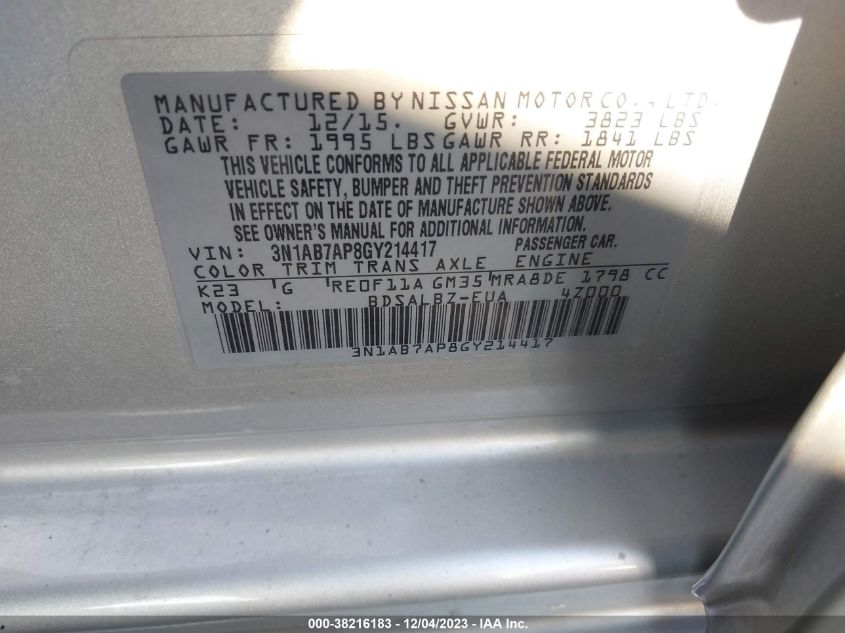 MANUFACTURED BY NISSAN MOTOR CO., LTD.
DATE: 12/15. GVWR: 3823 LBS
GAWR FR: 1995 LBS GAWR RR: 1841 LBS
THIS VEHICLE CONFORMS TO ALL APPLICABLE FEDERAL MOTOR
VEHICLE SAFETY, BUMPER AND THEFT PREVENTION STANDARDS
IN EFFECT ON THE DATE OF MANUFACTURE SHOWN ABOVE.
SEE OWNER'S MANUAL FOR ADDITIONAL INFORMATION.
VIN: 3N1AB7AP8GY214417 PASSENGER CAR.
COLOR TRIM TRANS AXLE ENGINE
K23 G RE0F11A GM35 MRA8DE 1798 CC
MODEL: BDSALBZ-EUA 4Z000
3N1AB7AP8GY214417
000-38216183 - 12/04/2023 - IAA Inc.